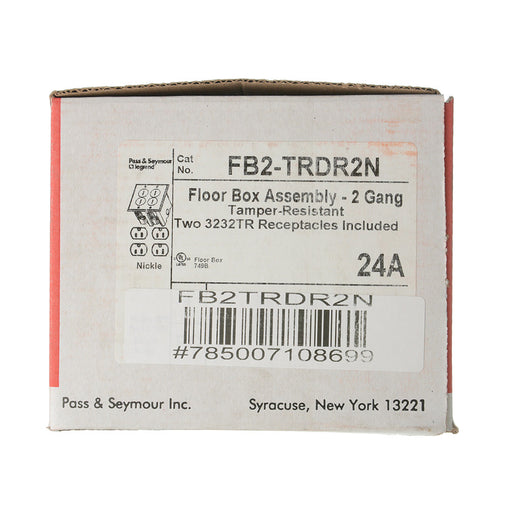 Pass & Seymour
legrand
Cat
No.
FB2-TRDR2N
Floor Box Assembly - 2 Gang
Tamper-Resistant
Two 3232TR Receptacles Included
Nickle
UL
Floor Box
749B
24A
FB2TRDR2N
#785007108699
Pass & Seymour Inc.
Syracuse, New York 13221